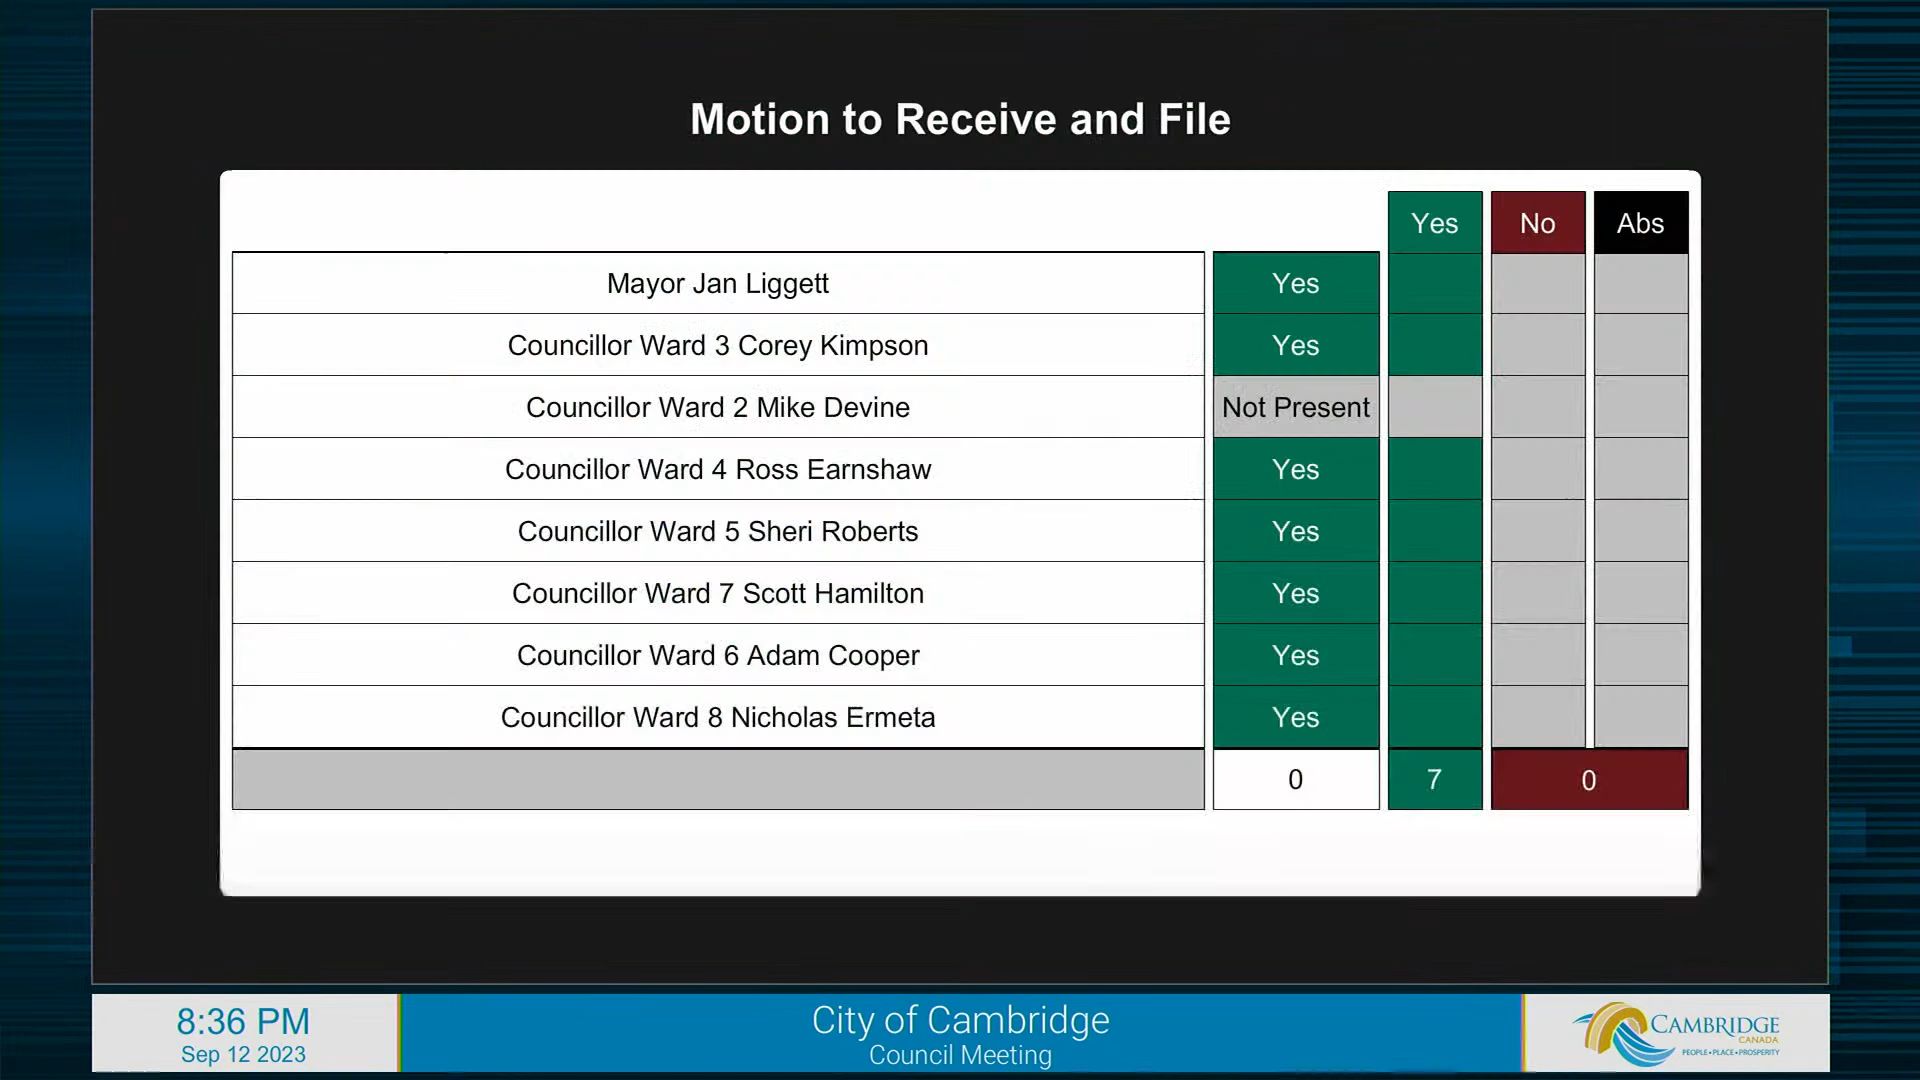 Motion to Receive and File
Yes No Abs
Mayor Jan Liggett Yes
Councillor Ward 3 Corey Kimpson Yes
Councillor Ward 2 Mike Devine Not Present
Councillor Ward 4 Ross Earnshaw Yes
Councillor Ward 5 Sheri Roberts Yes
Councillor Ward 7 Scott Hamilton Yes
Councillor Ward 6 Adam Cooper Yes
Councillor Ward 8 Nicholas Ermeta Yes
0 7 0
8:36 PM
Sep 12 2023
City of Cambridge
Council Meeting
CAMBRIDGE
CANADA
PEOPLE•PLACE•PROSPERITY